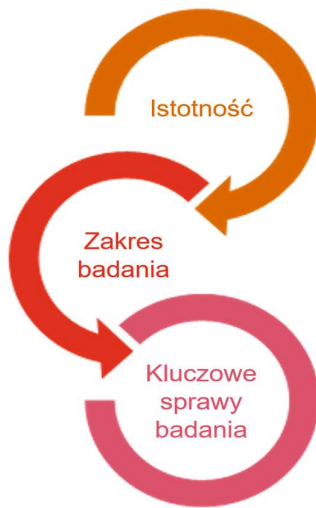 Istotność
Zakres
badania
Kluczowe
sprawy
badania